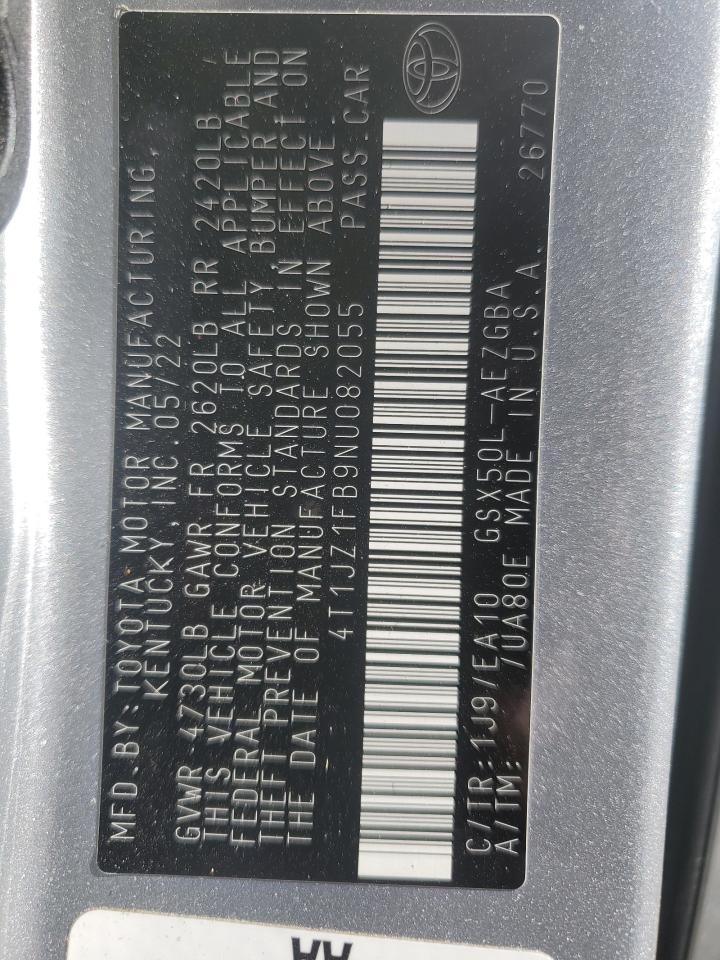 MFD.BY:TOYOTA MOTOR MANUFACTURING,
KENTUCKY, INC.05/22
GVWR 4730LB GAWR FR 2620LB RR 2420LB
THIS VEHICLE CONFORMS TO ALL APPLICABLE
FEDERAL MOTOR VEHICLE SAFETY, BUMPER AND
THEFT PREVENTION STANDARDS IN EFFECT ON
THE DATE OF MANUFACTURE SHOWN ABOVE.
4T1JZ1FB9NU082055 PASS.CAR
C/TR:1J9/EA10 GSX50L-AEZGBA
A/TM: /UA80E MADE IN U.S.A. 26770
AA